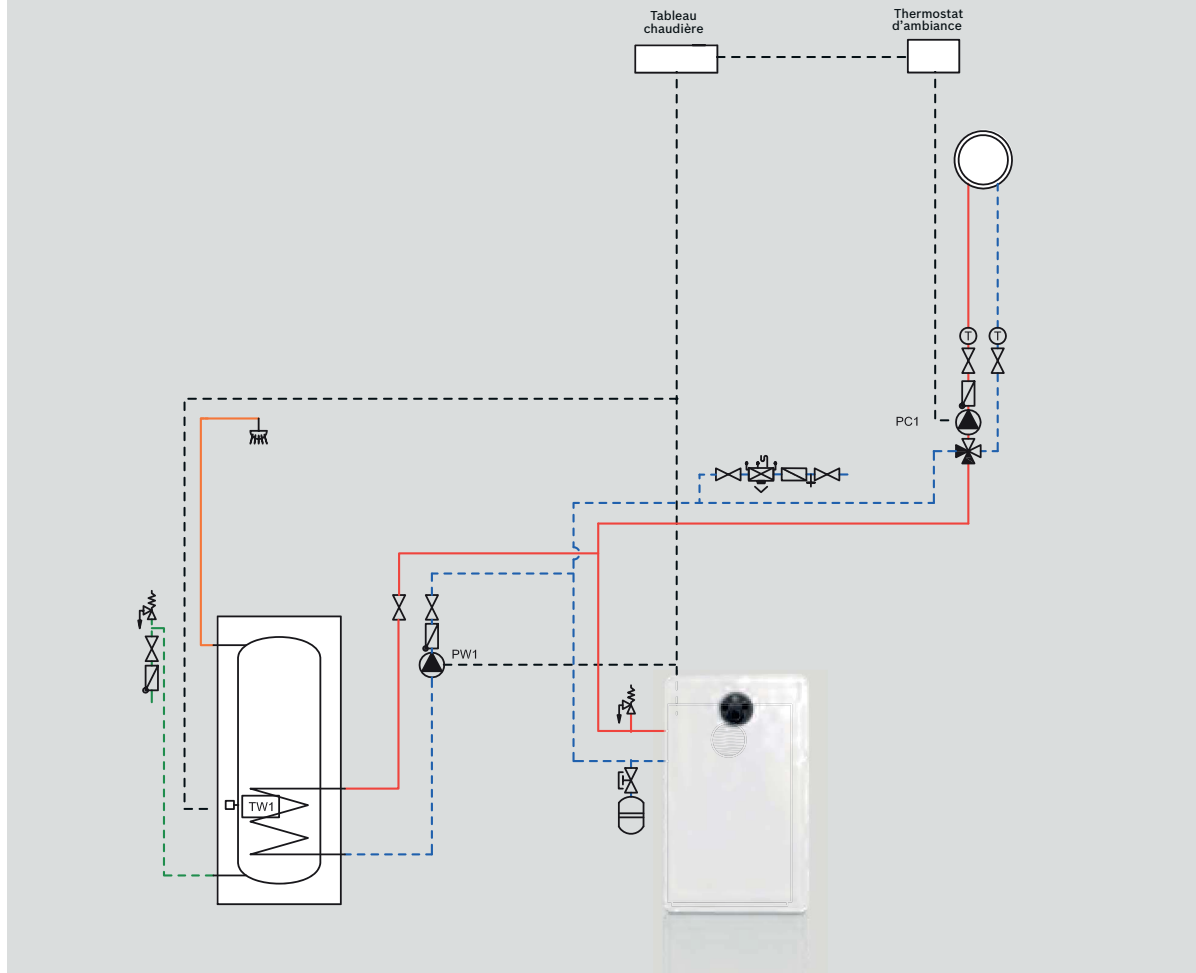 Tableau
chaudière
Thermostat
d'ambiance
T
T
PC1
PW1
TW1